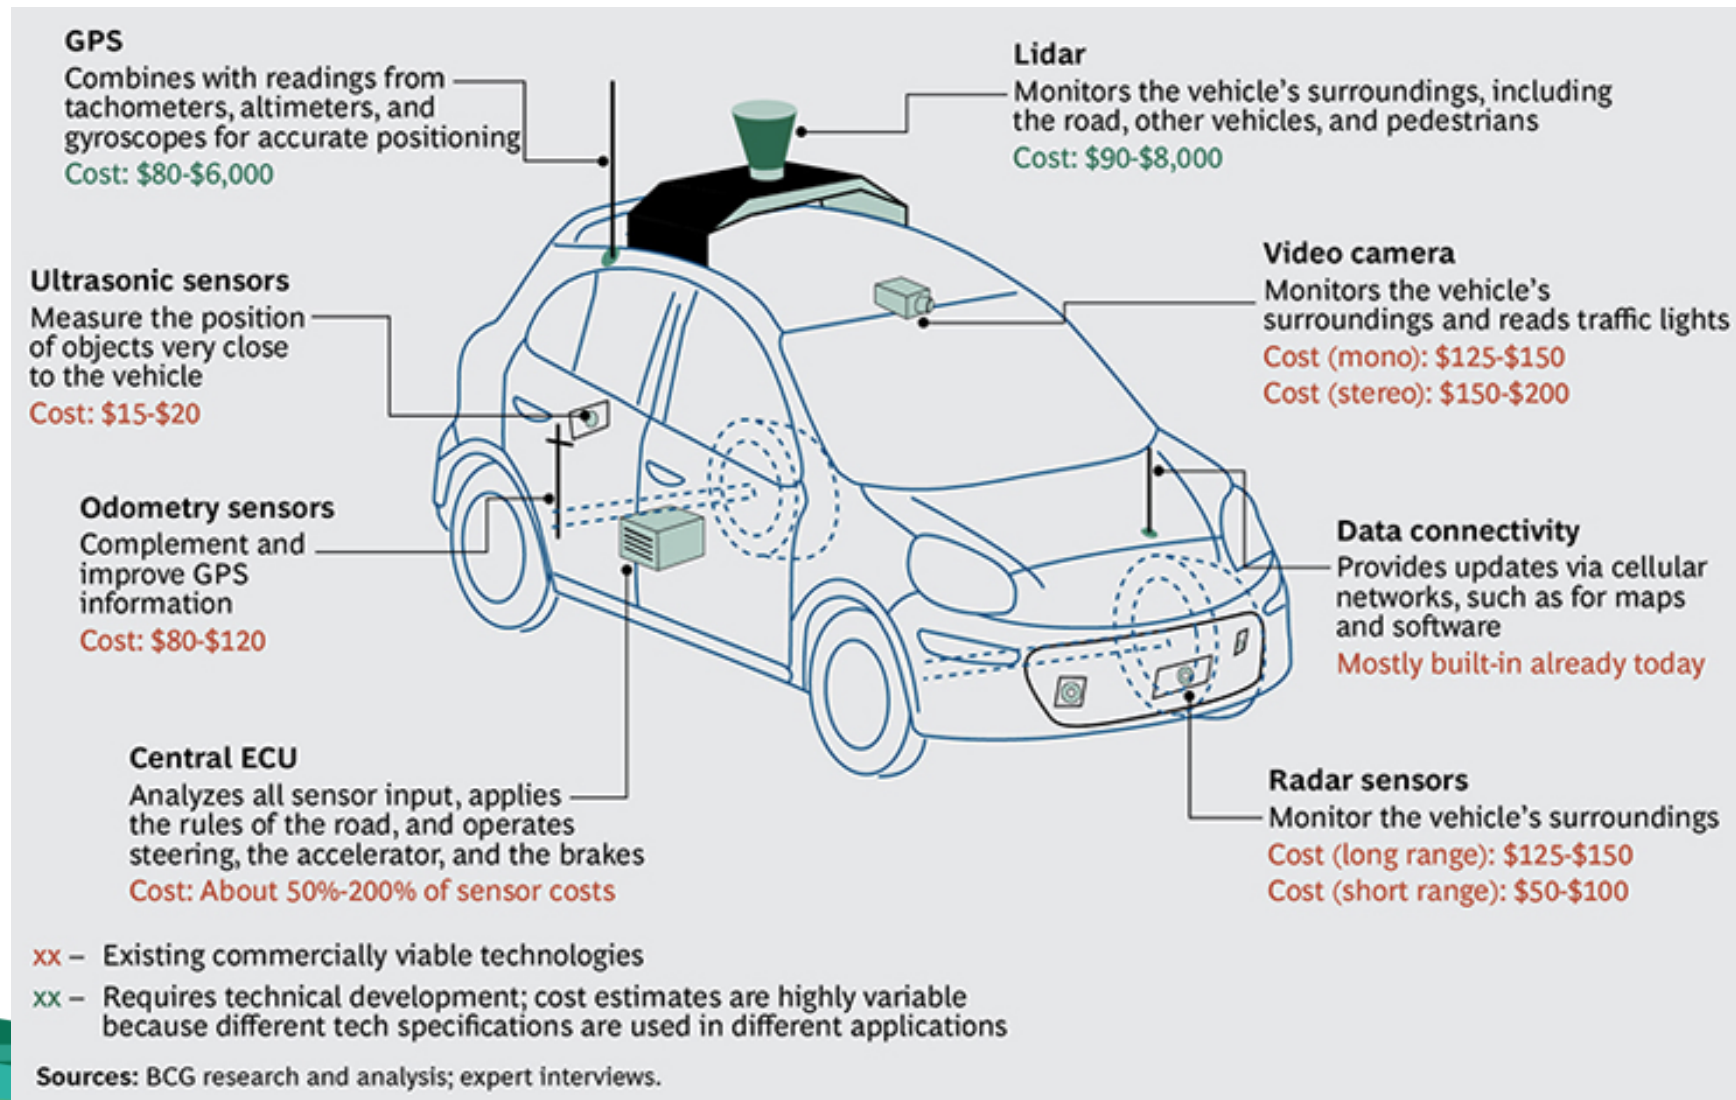 GPS
Combines with readings from
tachometers, altimeters, and
gyroscopes for accurate positioning
Cost: $80-$6,000
Lidar
Monitors the vehicle's surroundings, including
the road, other vehicles, and pedestrians
Cost: $90-$8,000
Ultrasonic sensors
Measure the position
of objects very close
to the vehicle
Cost: $15-$20
Video camera
Monitors the vehicle's
surroundings and reads traffic lights
Cost (mono): $125-$150
Cost (stereo): $150-$200
Odometry sensors
Complement and
improve GPS
information
Cost: $80-$120
Data connectivity
Provides updates via cellular
networks, such as for maps
and software
Mostly built-in already today
Central ECU
Analyzes all sensor input, applies
the rules of the road, and operates
steering, the accelerator, and the brakes
Cost: About 50%-200% of sensor costs
Radar sensors
Monitor the vehicle's surroundings
Cost (long range): $125-$150
Cost (short range): $50-$100
xx – Existing commercially viable technologies
xx – Requires technical development; cost estimates are highly variable
because different tech specifications are used in different applications
Sources: BCG research and analysis; expert interviews.